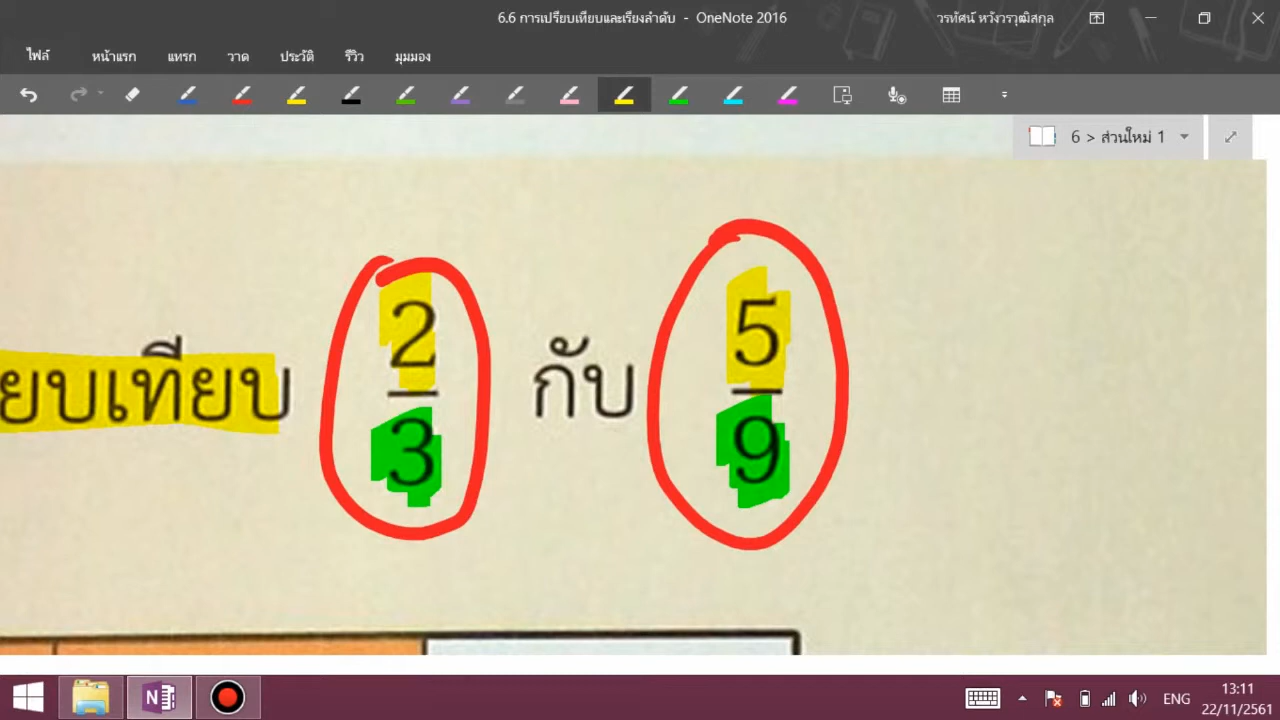 6.6 การเปรียบเทียบและเรียงลำดับ - OneNote 2016
วรทัศน์ หวังวรวุฒิสกุล
ไฟล์ หน้าแรก แทรก วาด ประวัติ รีวิว มุมมอง
6 > ส่วนใหม่ 1
ยบเทียบ 2/3 กับ 5/9
ENG
13:11
22/11/2561